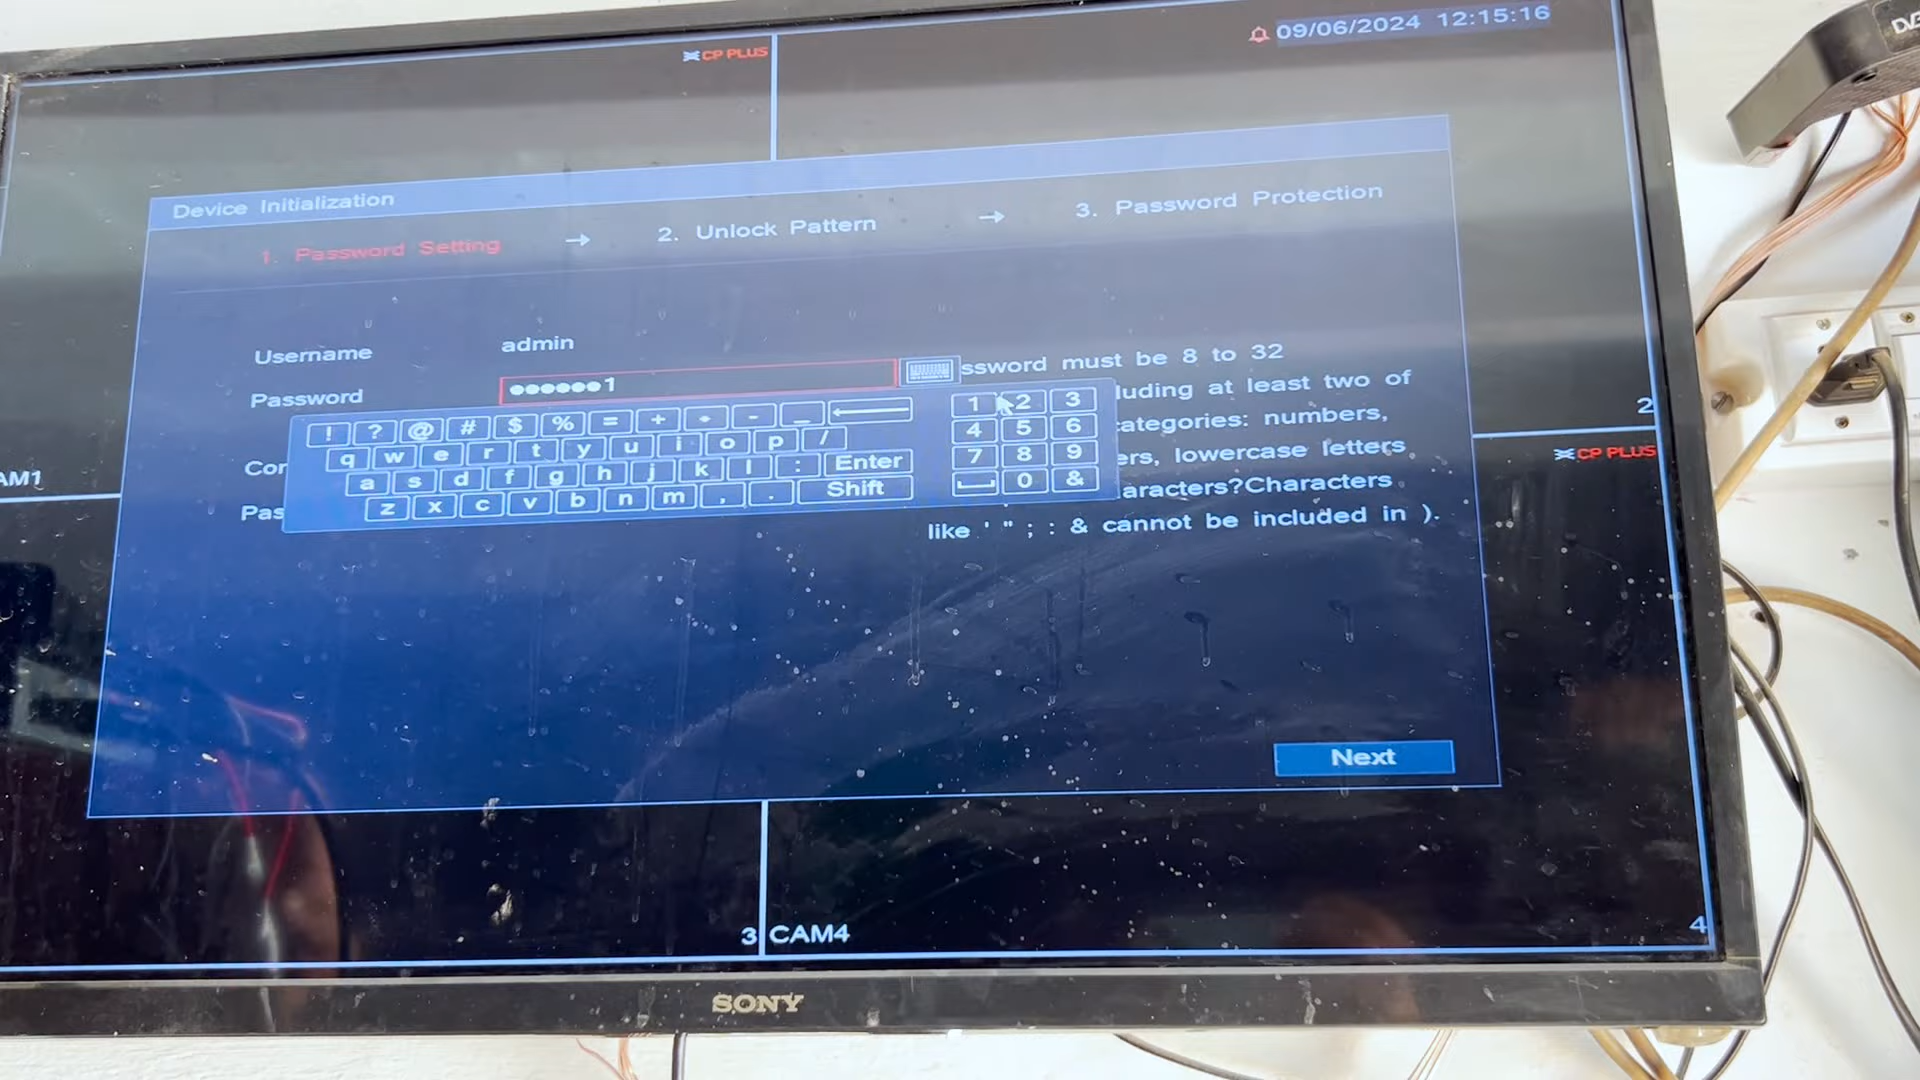 CP PLUS
09/06/2024 12:15:16
DV
Device Initialization
1. Password Setting → 2. Unlock Pattern → 3. Password Protection
Username admin
Password ●●●●●●1
ssword must be 8 to 32
luding at least two of
ategories: numbers,
ers, lowercase letters
aracters?Characters
like ' " ; : & cannot be included in ).
Cor
Pas
! ? @ # $ % = + - _
q w e r t y u i o p /
a s d f g h j k l : Enter
z x c v b n m , . Shift
1 2 3
4 5 6
7 8 9
0 &
AM1
2
CP PLUS
Next
3
CAM4
4
SONY